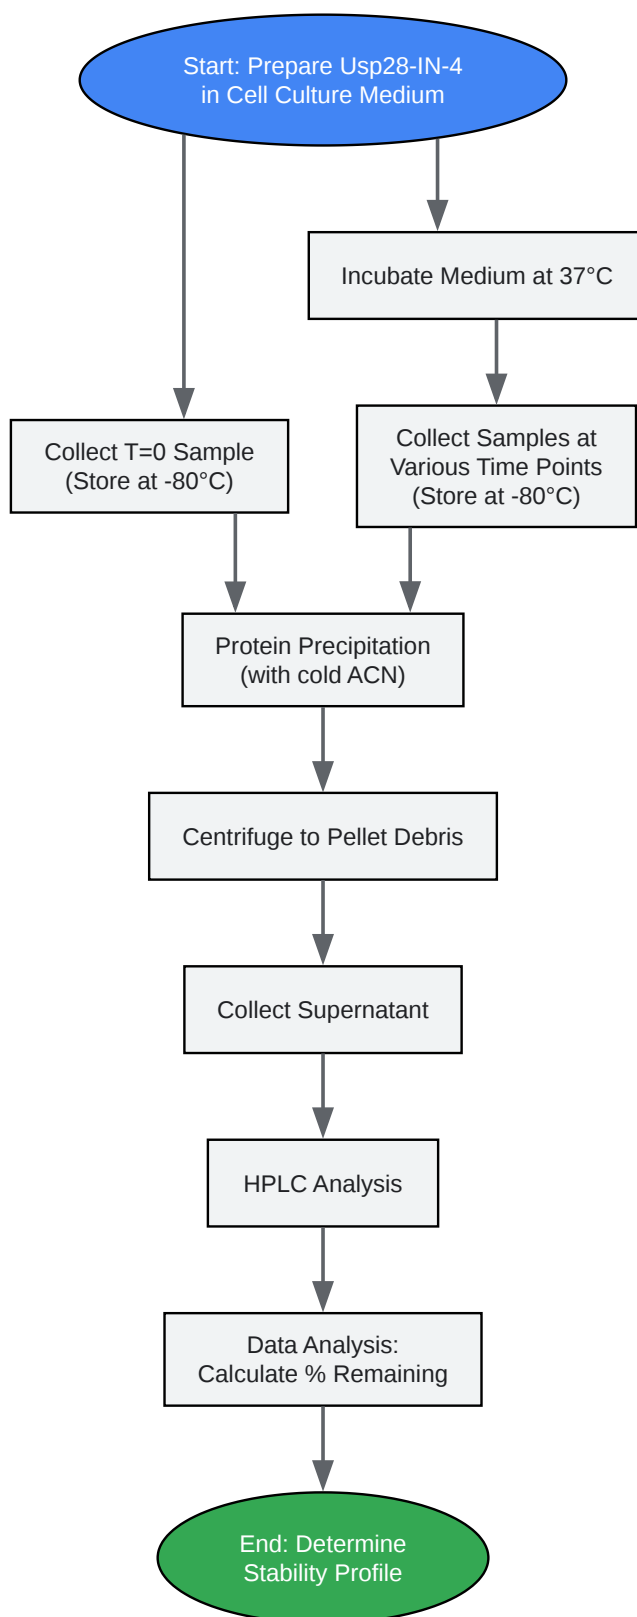 Start: Prepare Usp28-IN-4
in Cell Culture Medium
Incubate Medium at 37°C
Collect T=0 Sample
(Store at -80°C)
Collect Samples at
Various Time Points
(Store at -80°C)
Protein Precipitation
(with cold ACN)
Centrifuge to Pellet Debris
Collect Supernatant
HPLC Analysis
Data Analysis:
Calculate % Remaining
End: Determine
Stability Profile